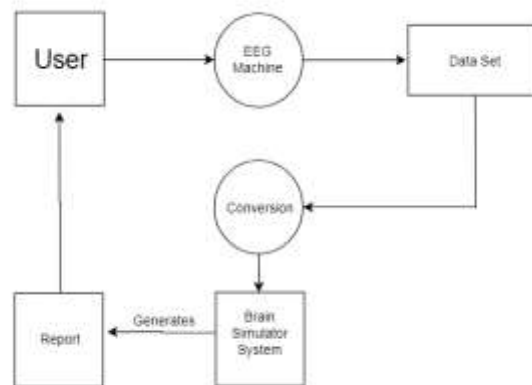 User
EEG
Machine
Data Set
Conversion
Generates
Report
Brain
Simulator
System